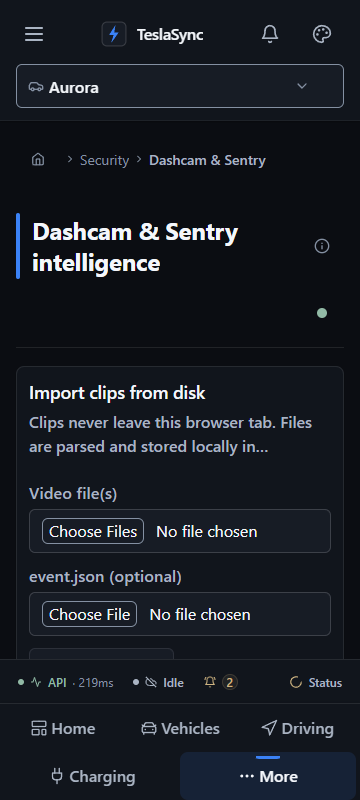 TeslaSync
Aurora
Security
Dashcam & Sentry
Dashcam & Sentry
intelligence
Import clips from disk
Clips never leave this browser tab. Files
are parsed and stored locally in...
Video file(s)
Choose Files No file chosen
event.json (optional)
Choose File No file chosen
API · 219ms Idle 2 Status
Home Vehicles Driving
Charging More